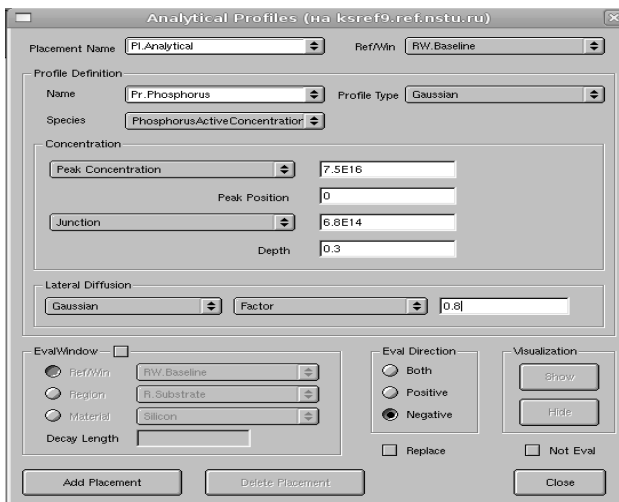 Analytical Profiles (на ksref9.ref.nstu.ru)
Placement Name Pl.Analytical Ref/Win RW.Baseline
Profile Definition
Name Pr.Phosphorus Profile Type Gaussian
Species PhosphorusActiveConcentration
Concentration
Peak Concentration 7.5E16
Peak Position 0
Junction 6.8E14
Depth 0.3
Lateral Diffusion
Gaussian Factor 0.8
EvalWindow Eval Direction Visualization
Ref/Win RW.Baseline Both Show
Region R.Substrate Positive
Material Silicon Negative Hide
Decay Length
Replace Not Eval
Add Placement Delete Placement Close